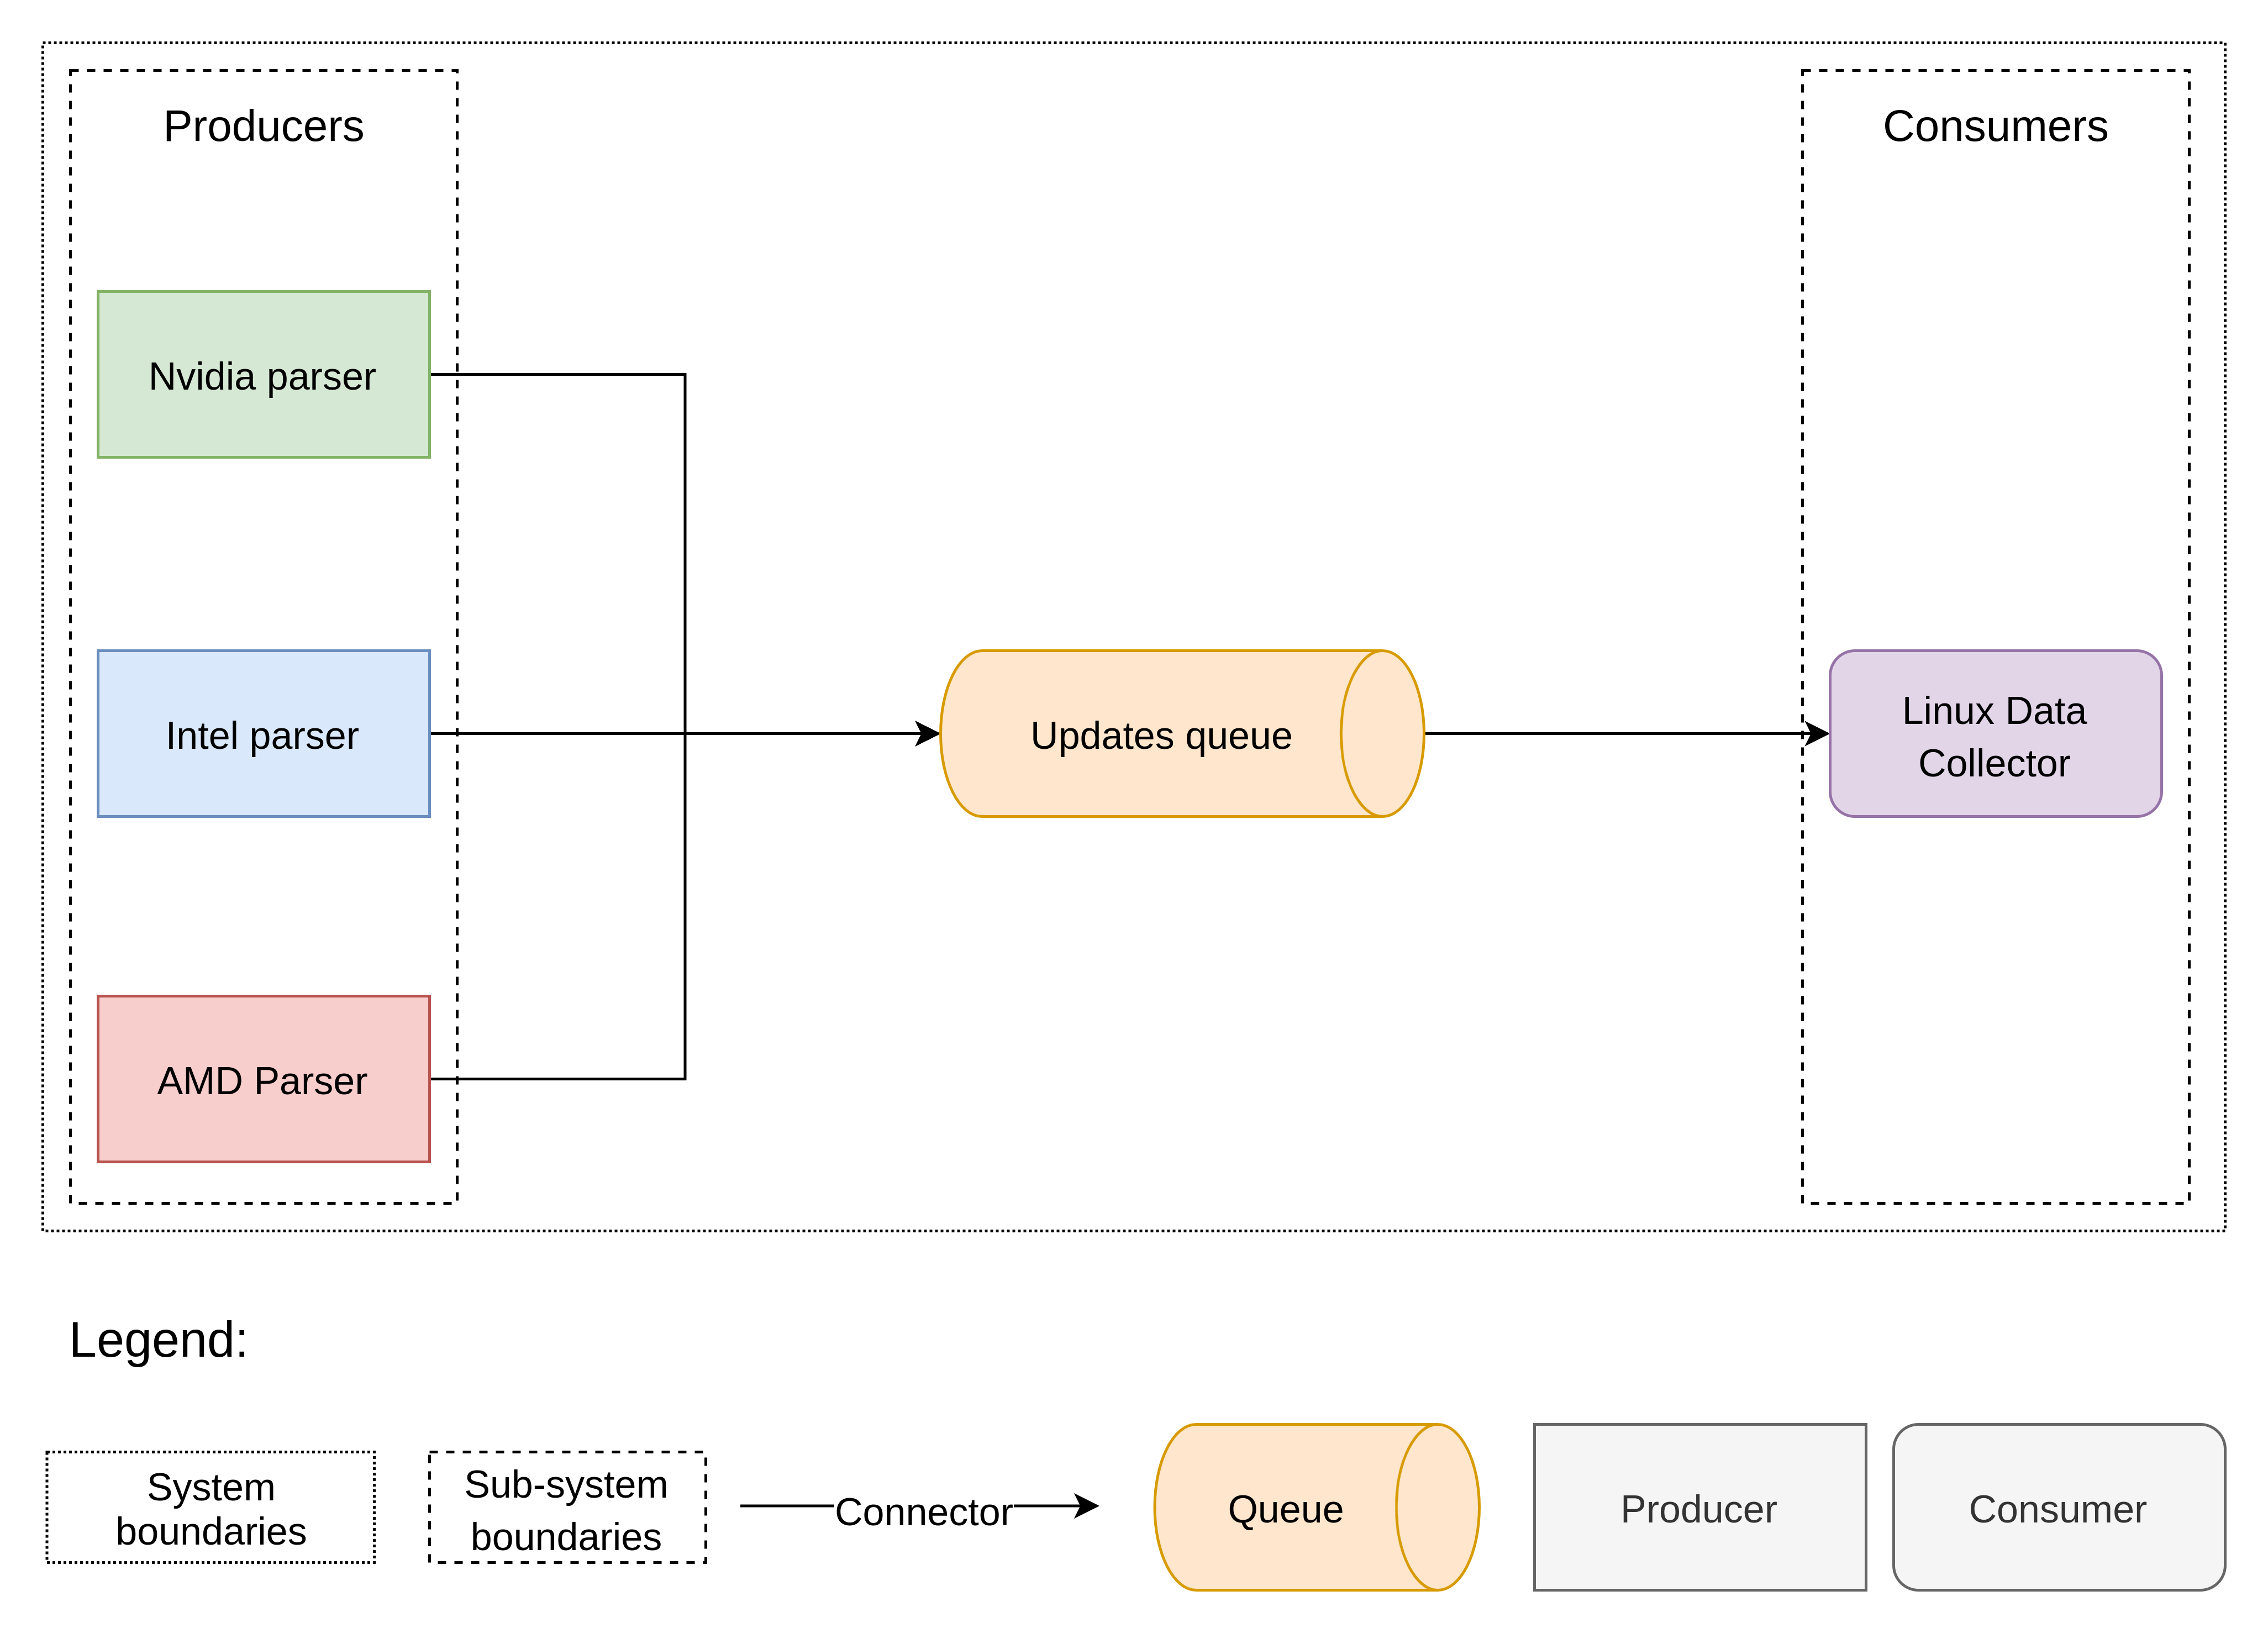 Producers
Consumers
Nvidia parser
Intel parser
Updates queue
Linux Data
Collector
AMD Parser
Legend:
System
boundaries
Sub-system
boundaries
Connector
Queue
Producer
Consumer